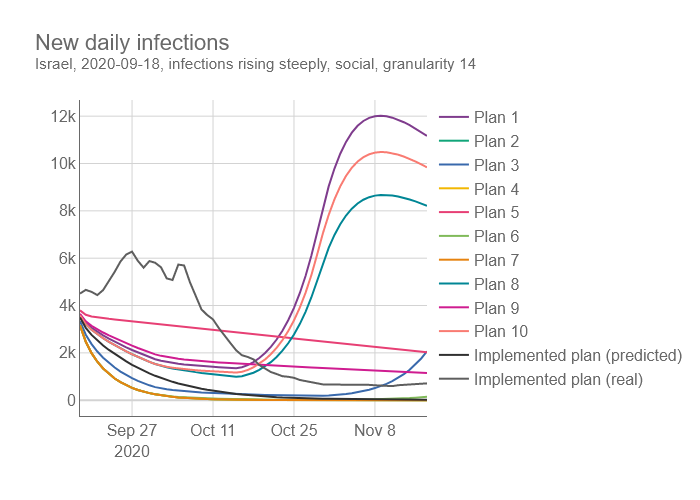 New daily infections
Israel, 2020-09-18, infections rising steeply, social, granularity 14
12k
10k
8k
6k
4k
2k
0
Sep 27
2020
Oct 11
Oct 25
Nov 8
Plan 1
Plan 2
Plan 3
Plan 4
Plan 5
Plan 6
Plan 7
Plan 8
Plan 9
Plan 10
Implemented plan (predicted)
Implemented plan (real)